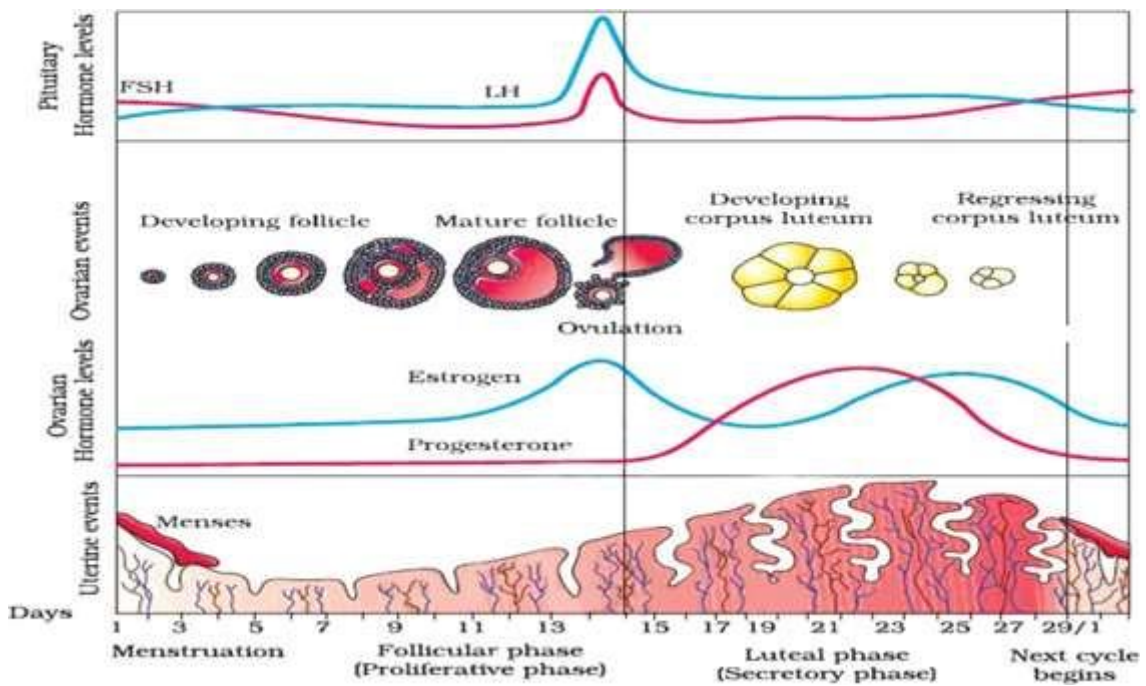 Pituitary
Hormone levels
FSH
LH
Ovarian events
Developing follicle
Mature follicle
Ovulation
Developing
corpus luteum
Regressing
corpus luteum
Ovarian
Hormone levels
Estrogen
Progesterone
Uterine events
Menses
Days
1 3 5 7 9 11 13 15 17 19 21 23 25 27 29/1
Menstruation
Follicular phase
(Proliferative phase)
Luteal phase
(Secretory phase)
Next cycle
begins